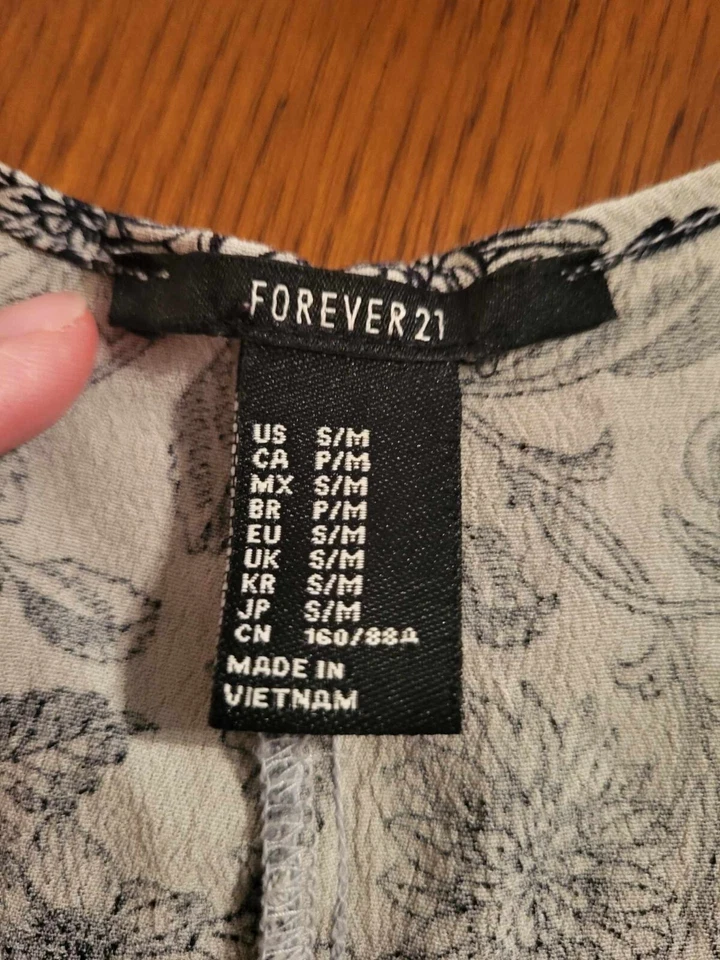 FOREVER 21
US S/M
CA P/M
MX S/M
BR P/M
EU S/M
UK S/M
KR S/M
JP S/M
CN 160/88A
MADE IN
VIETNAM